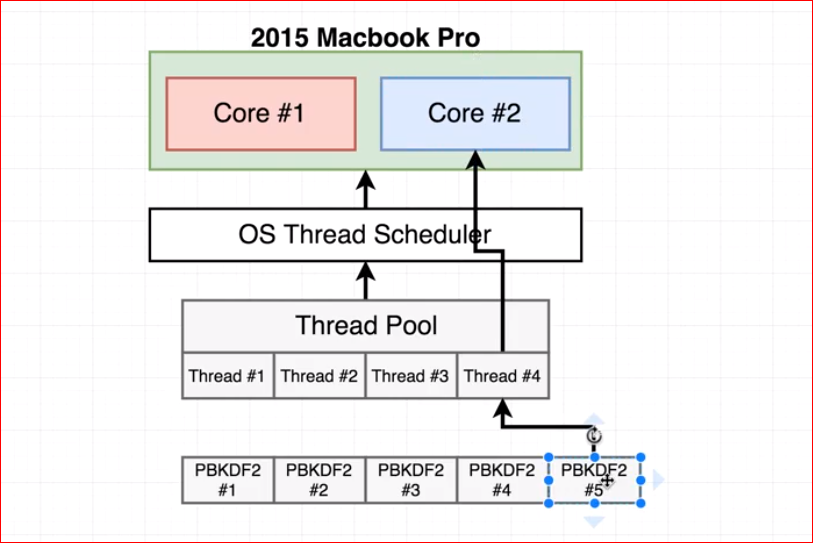 2015 Macbook Pro
Core #1
Core #2
OS Thread Scheduler
Thread Pool
Thread #1
Thread #2
Thread #3
Thread #4
PBKDF2
#1
PBKDF2
#2
PBKDF2
#3
PBKDF2
#4
PBKDF2
#5